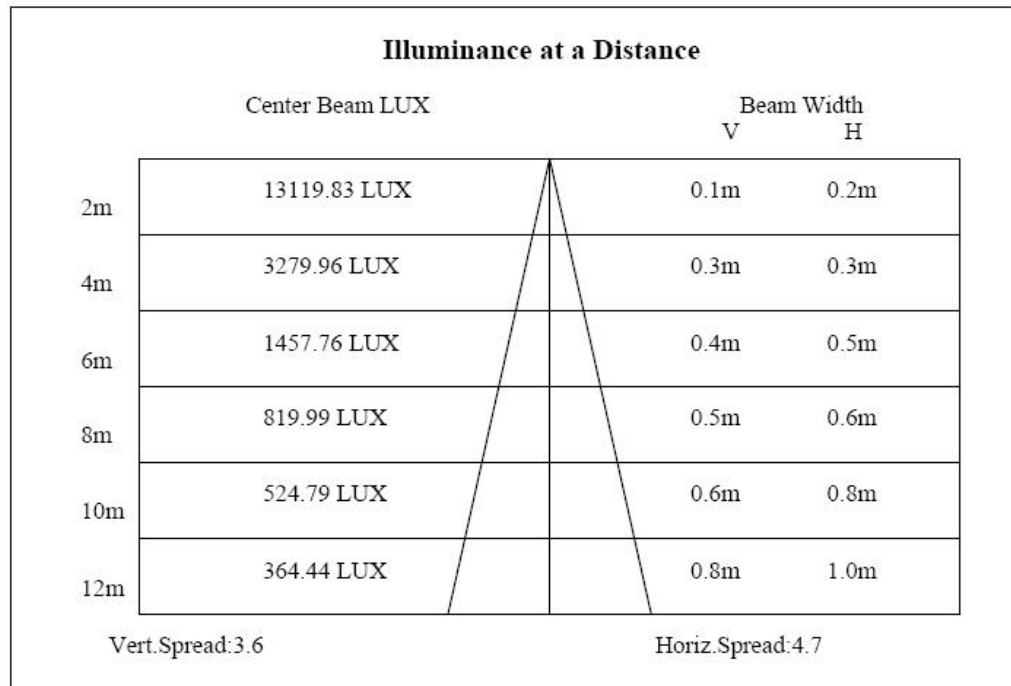 Illuminance at a Distance
Center Beam LUX Beam Width
V H
2m 13119.83 LUX 0.1m 0.2m
4m 3279.96 LUX 0.3m 0.3m
6m 1457.76 LUX 0.4m 0.5m
8m 819.99 LUX 0.5m 0.6m
10m 524.79 LUX 0.6m 0.8m
12m 364.44 LUX 0.8m 1.0m
Vert.Spread:3.6 Horiz.Spread:4.7